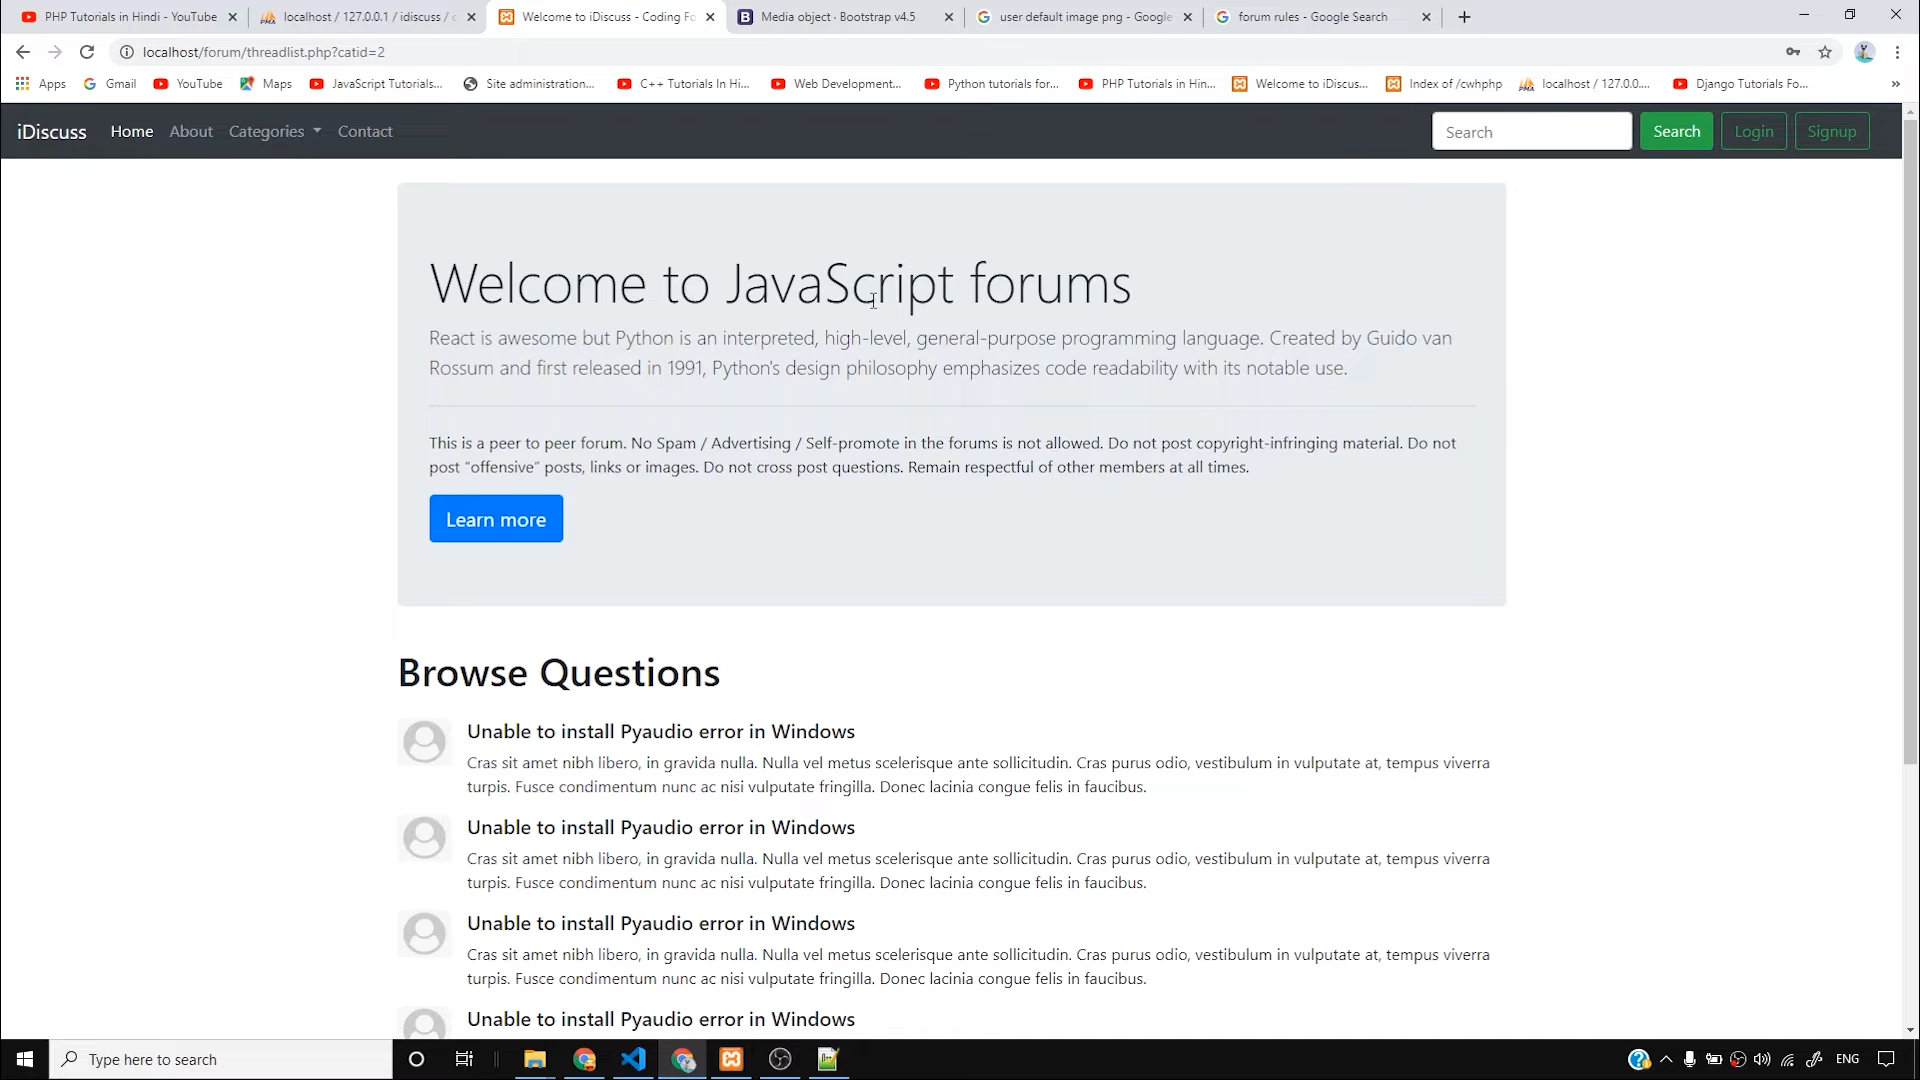 PHP Tutorials in Hindi - YouTube
localhost / 127.0.0.1 / idiscuss / c
Welcome to iDiscuss - Coding Fo
Media object · Bootstrap v4.5
user default image png - Google
forum rules - Google Search
localhost/forum/threadlist.php?catid=2
Apps
Gmail
YouTube
Maps
JavaScript Tutorials...
Site administration...
C++ Tutorials In Hi...
Web Development...
Python tutorials for...
PHP Tutorials in Hin...
Welcome to iDiscus...
Index of /cwhphp
localhost / 127.0.0....
Django Tutorials Fo...
»
iDiscuss
Home
About
Categories
Contact
Search
Search
Login
Signup
Welcome to JavaScript forums
React is awesome but Python is an interpreted, high-level, general-purpose programming language. Created by Guido van
Rossum and first released in 1991, Python's design philosophy emphasizes code readability with its notable use.
This is a peer to peer forum. No Spam / Advertising / Self-promote in the forums is not allowed. Do not post copyright-infringing material. Do not
post “offensive” posts, links or images. Do not cross post questions. Remain respectful of other members at all times.
Learn more
Browse Questions
Unable to install Pyaudio error in Windows
Cras sit amet nibh libero, in gravida nulla. Nulla vel metus scelerisque ante sollicitudin. Cras purus odio, vestibulum in vulputate at, tempus viverra
turpis. Fusce condimentum nunc ac nisi vulputate fringilla. Donec lacinia congue felis in faucibus.
Unable to install Pyaudio error in Windows
Cras sit amet nibh libero, in gravida nulla. Nulla vel metus scelerisque ante sollicitudin. Cras purus odio, vestibulum in vulputate at, tempus viverra
turpis. Fusce condimentum nunc ac nisi vulputate fringilla. Donec lacinia congue felis in faucibus.
Unable to install Pyaudio error in Windows
Cras sit amet nibh libero, in gravida nulla. Nulla vel metus scelerisque ante sollicitudin. Cras purus odio, vestibulum in vulputate at, tempus viverra
turpis. Fusce condimentum nunc ac nisi vulputate fringilla. Donec lacinia congue felis in faucibus.
Unable to install Pyaudio error in Windows
Type here to search
ENG